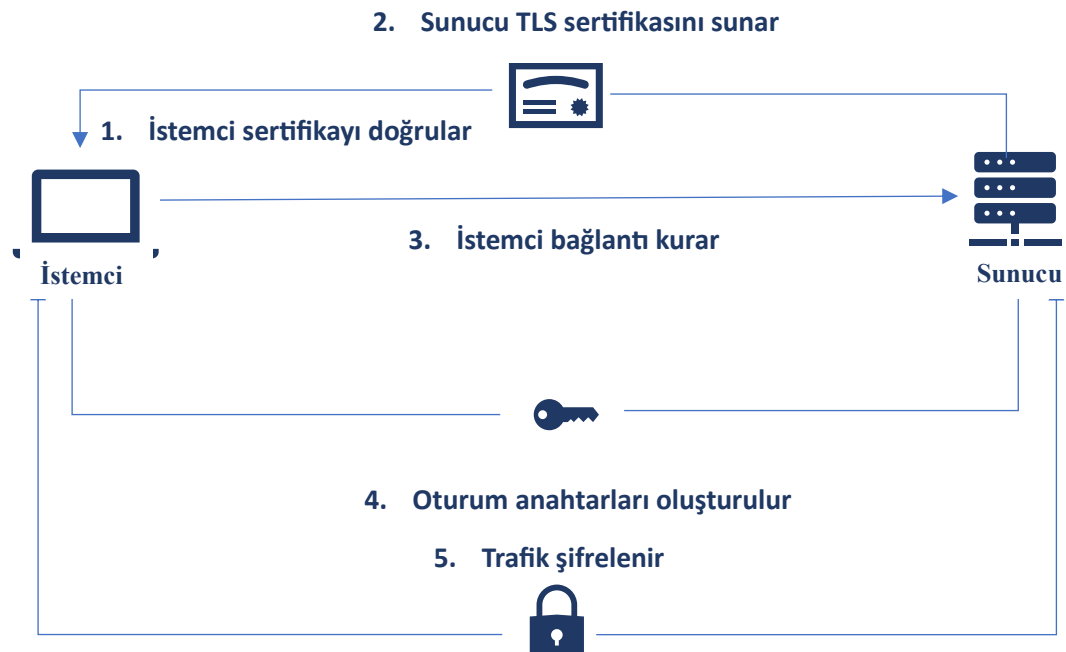 2. Sunucu TLS sertifikasını sunar
1. İstemci sertifikayı doğrular
3. İstemci bağlantı kurar
İstemci
Sunucu
4. Oturum anahtarları oluşturulur
5. Trafik şifrelenir